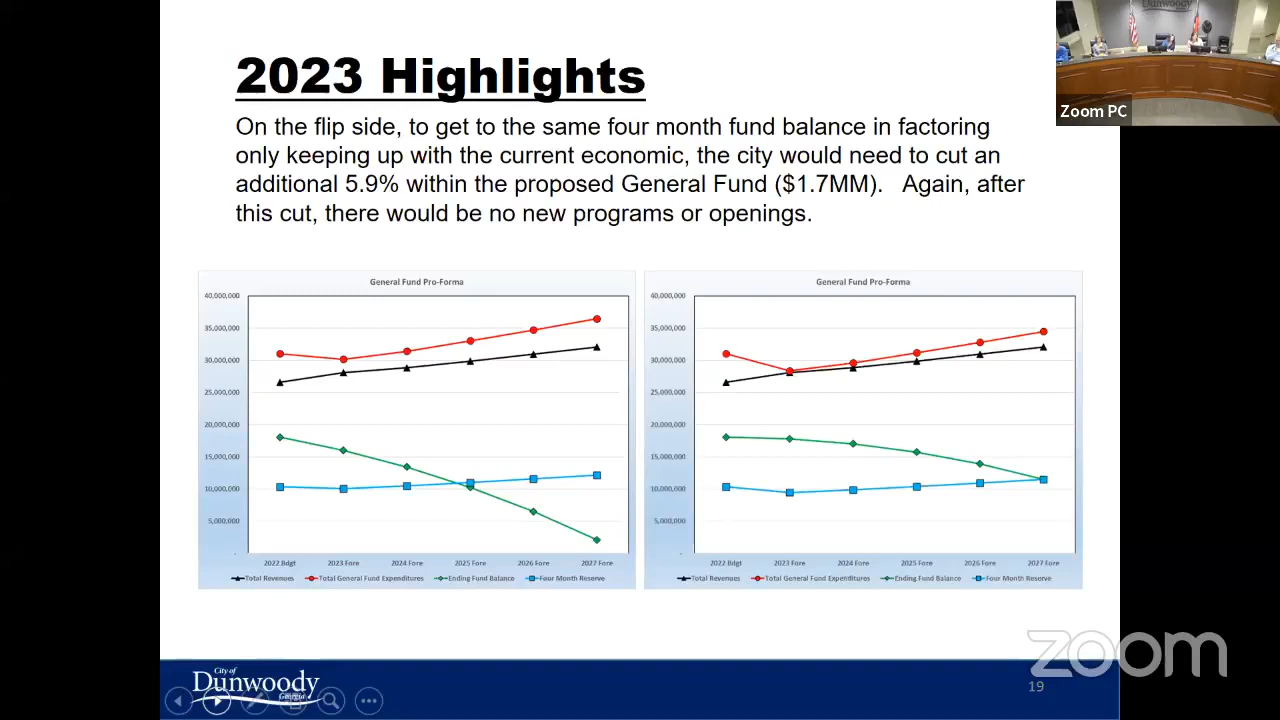 Dunwoody
Zoom PC
2023 Highlights
On the flip side, to get to the same four month fund balance in factoring
only keeping up with the current economic, the city would need to cut an
additional 5.9% within the proposed General Fund ($1.7MM).   Again, after
this cut, there would be no new programs or openings.
General Fund Pro-Forma
40,000,000
35,000,000
30,000,000
25,000,000
20,000,000
15,000,000
10,000,000
5,000,000
-
2022 Bdgt 2023 Fore 2024 Fore 2025 Fore 2026 Fore 2027 Fore
Total Revenues Total General Fund Expenditures Ending Fund Balance Four Month Reserve
General Fund Pro-Forma
40,000,000
35,000,000
30,000,000
25,000,000
20,000,000
15,000,000
10,000,000
5,000,000
-
2022 Bdgt 2023 Fore 2024 Fore 2025 Fore 2026 Fore 2027 Fore
Total Revenues Total General Fund Expenditures Ending Fund Balance Four Month Reserve
zoom
City of
Dunwoody
Georgia
19